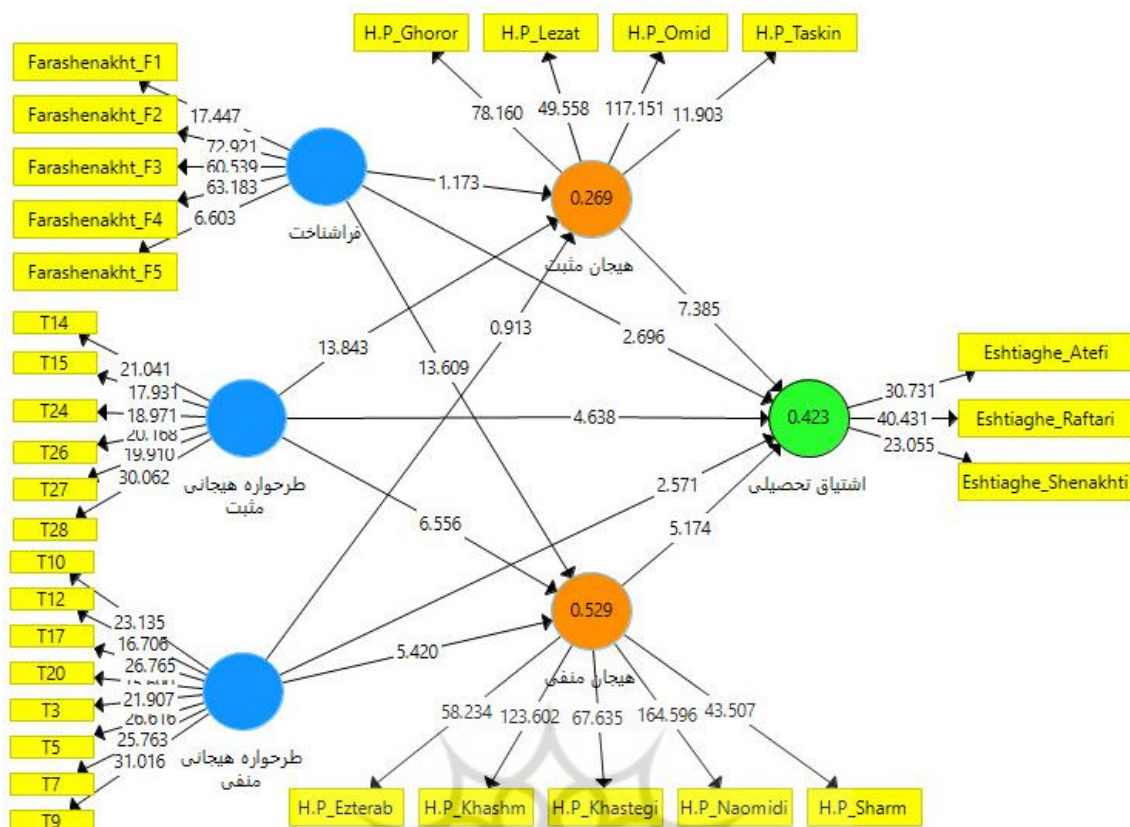 H.P_Ghoror
H.P_Lezat
H.P_Omid
H.P_Taskin
Farashenakht_F1
Farashenakht_F2
Farashenakht_F3
Farashenakht_F4
Farashenakht_F5
17.447
72.921
60.539
63.183
6.603
فراشناخت
78.160
49.558
117.151
11.903
1.173
0.269
هیجان مثبت
T14
T15
T24
T26
T27
T28
21.041
17.931
18.971
20.168
19.910
30.062
طرحواره هیجانی
مثبت
13.843
0.913
13.609
2.696
7.385
4.638
6.556
2.571
5.174
5.420
0.423
اشتیاق تحصیلی
30.731
40.431
23.055
Eshtiaghe_Atefi
Eshtiaghe_Raftari
Eshtiaghe_Shenakhti
T10
T12
T17
T20
T3
T5
T7
T9
23.135
16.706
26.765
21.907
26.616
25.763
31.016
طرحواره هیجانی
منفی
0.529
هیجان منفی
58.234
123.602
67.635
164.596
43.507
H.P_Ezterab
H.P_Khashm
H.P_Khastegi
H.P_Naomidi
H.P_Sharm